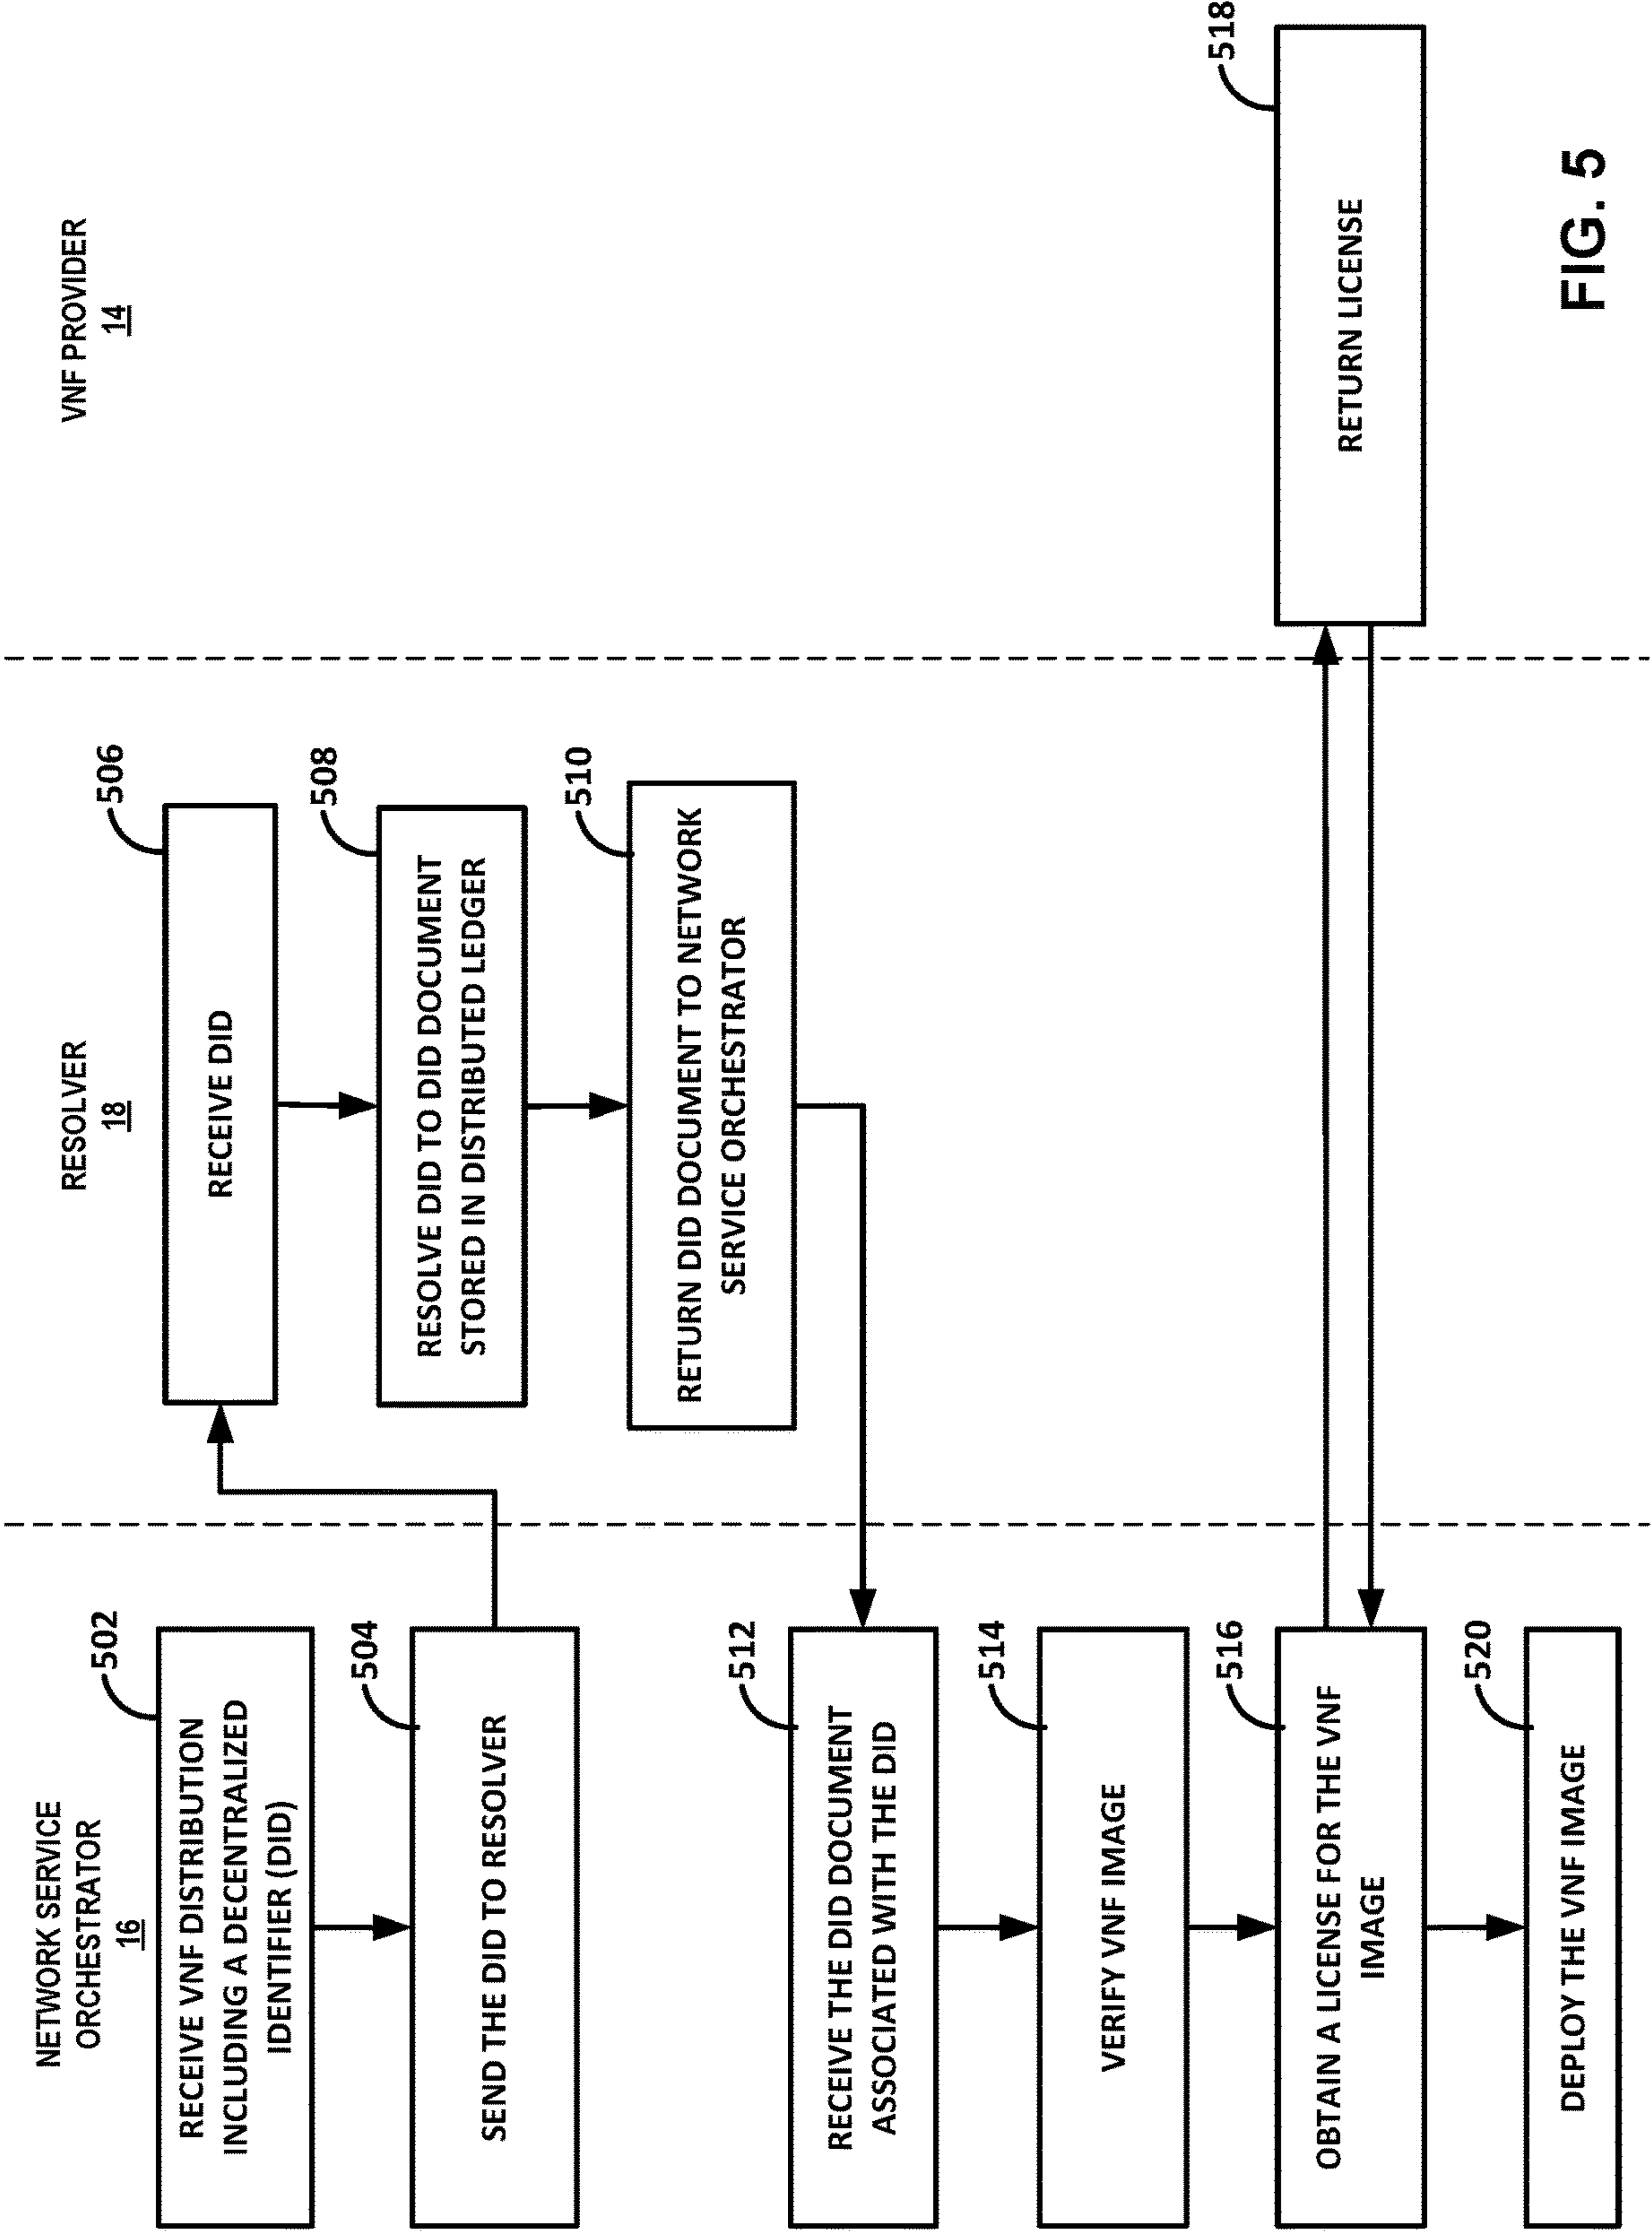 NETWORK SERVICE
ORCHESTRATOR
16
RESOLVER
18
VNF PROVIDER
14
502
RECEIVE VNF DISTRIBUTION
INCLUDING A DECENTRALIZED
IDENTIFIER (DID)
504
SEND THE DID TO RESOLVER
506
RECEIVE DID
508
RESOLVE DID TO DID DOCUMENT
STORED IN DISTRIBUTED LEDGER
510
RETURN DID DOCUMENT TO NETWORK
SERVICE ORCHESTRATOR
512
RECEIVE THE DID DOCUMENT
ASSOCIATED WITH THE DID
514
VERIFY VNF IMAGE
516
OBTAIN A LICENSE FOR THE VNF
IMAGE
518
RETURN LICENSE
520
DEPLOY THE VNF IMAGE
FIG. 5